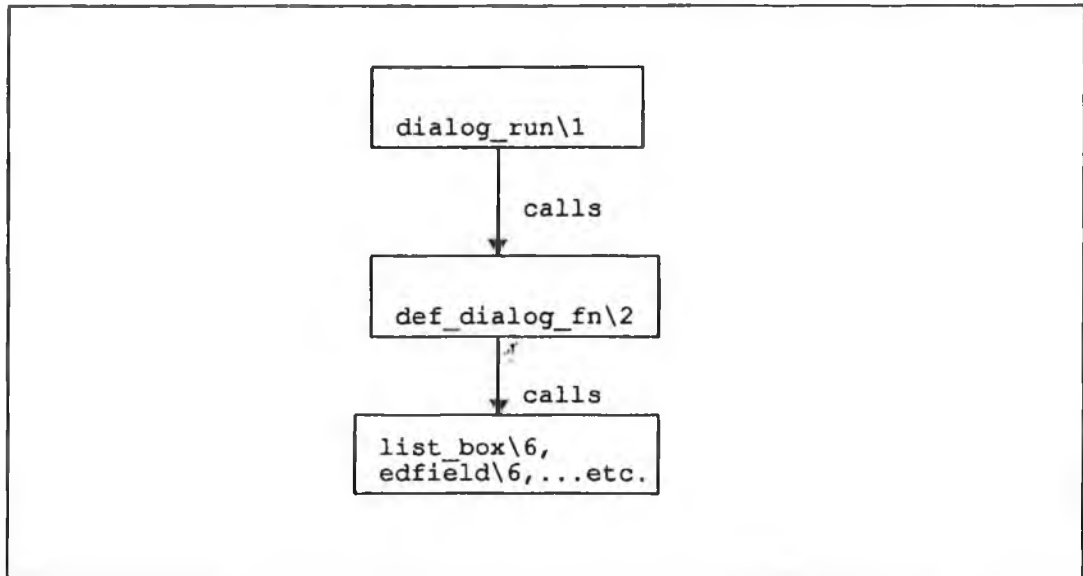 dialog_run\1
calls
def_dialog_fn\2
calls
list_box\6,
edfield\6,...etc.